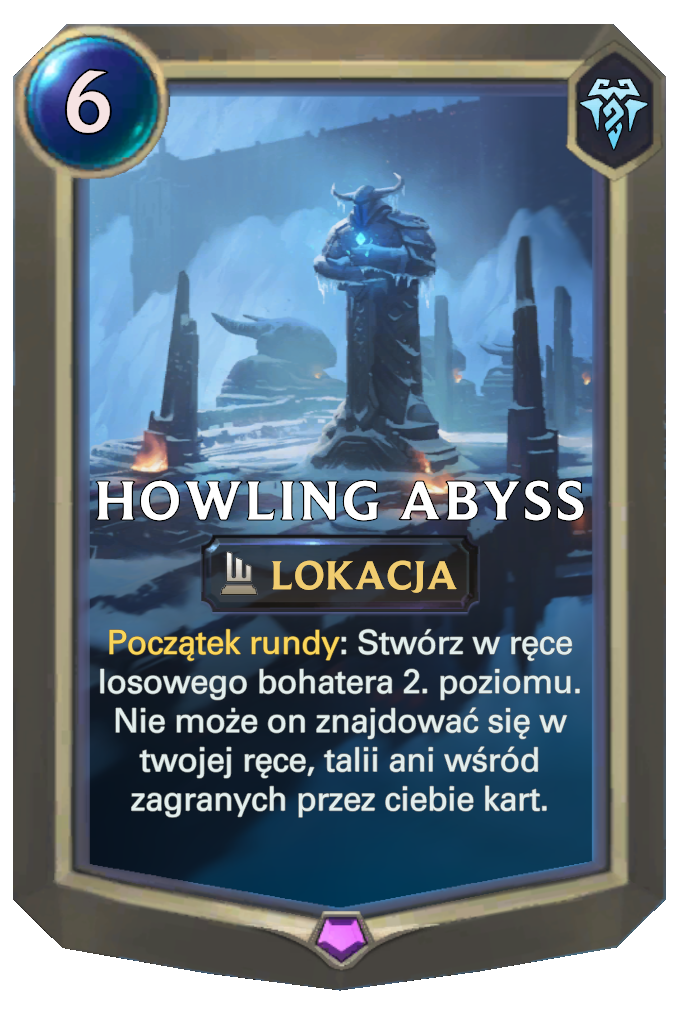 6
HOWLING ABYSS
LOKACJA
Początek rundy: Stwórz w ręce
losowego bohatera 2. poziomu.
Nie może on znajdować się w
twojej ręce, talii ani wśród
zagranych przez ciebie kart.